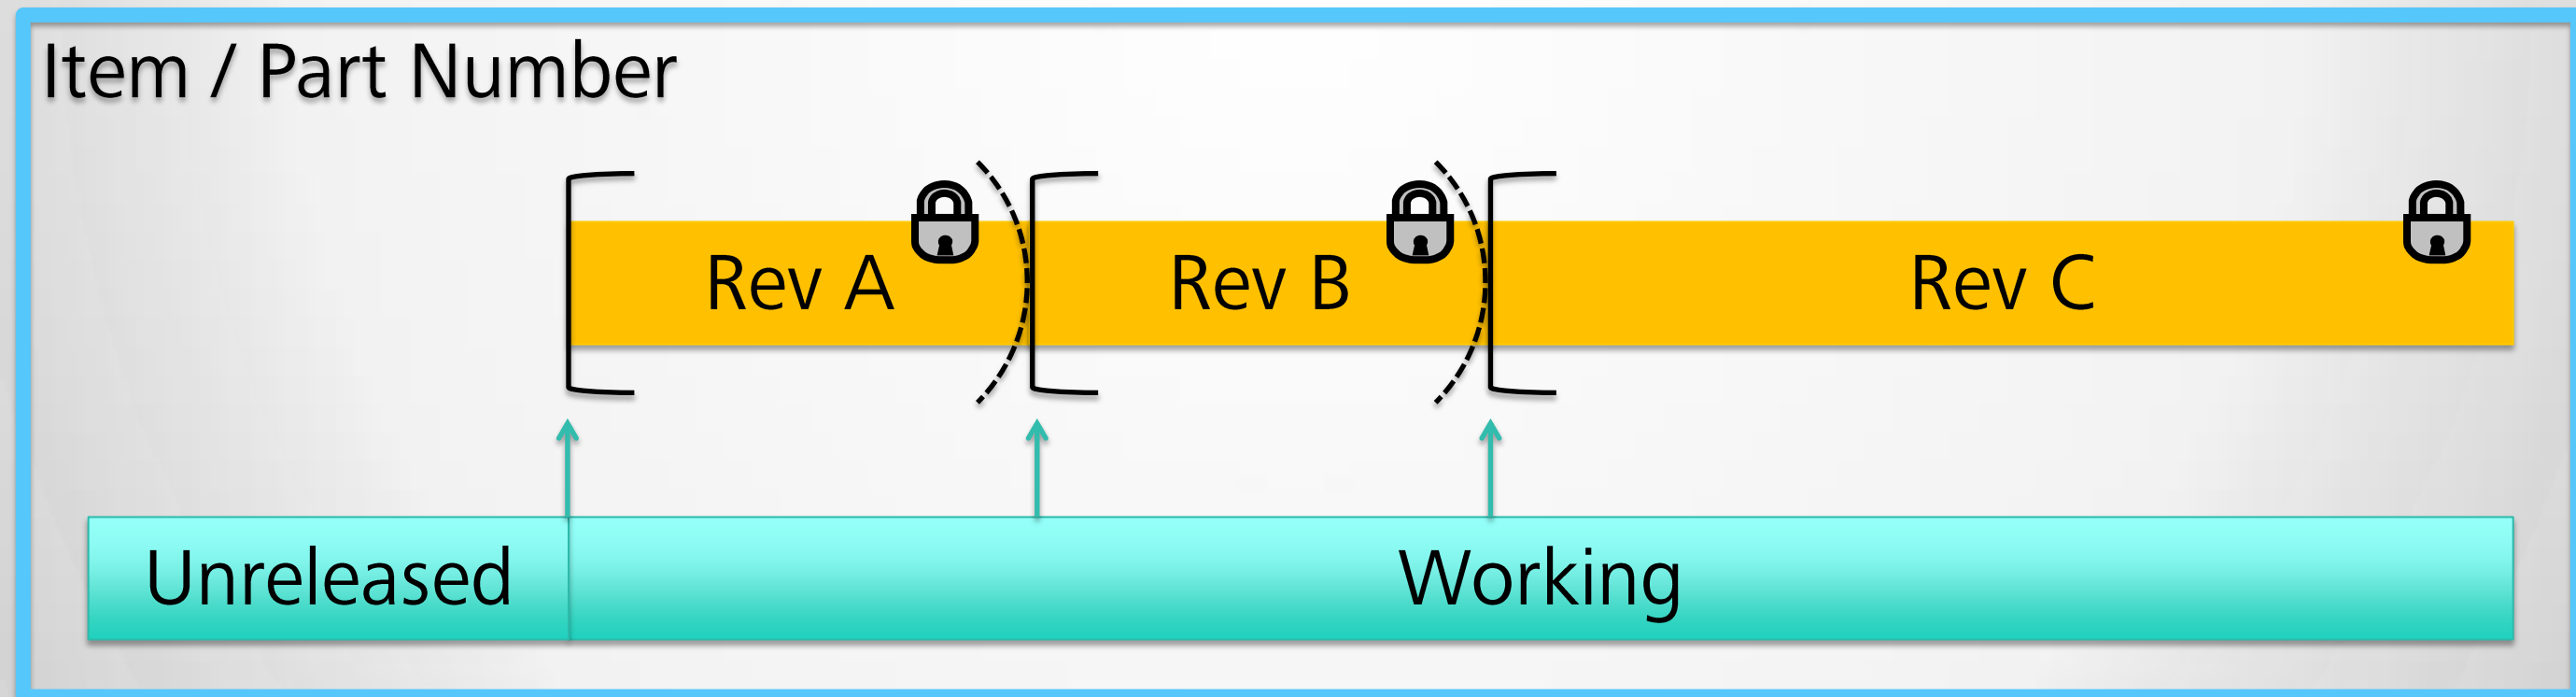 Item / Part Number
Rev A
Rev B
Rev C
Unreleased
Working